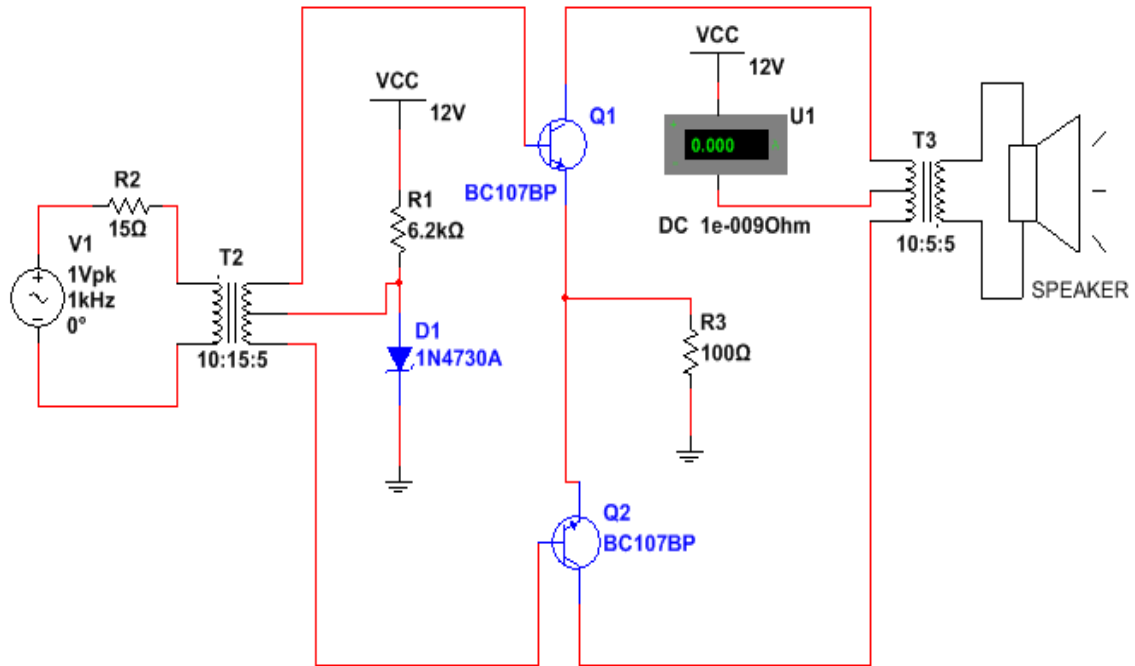 VCC
12V
Q1
BC107BP
VCC
12V
U1
0.000
DC 1e-009Ohm
T3
10:5:5
SPEAKER
R2
15Ω
V1
1Vpk
1kHz
0°
T2
10:15:5
R1
6.2kΩ
D1
1N4730A
R3
100Ω
Q2
BC107BP